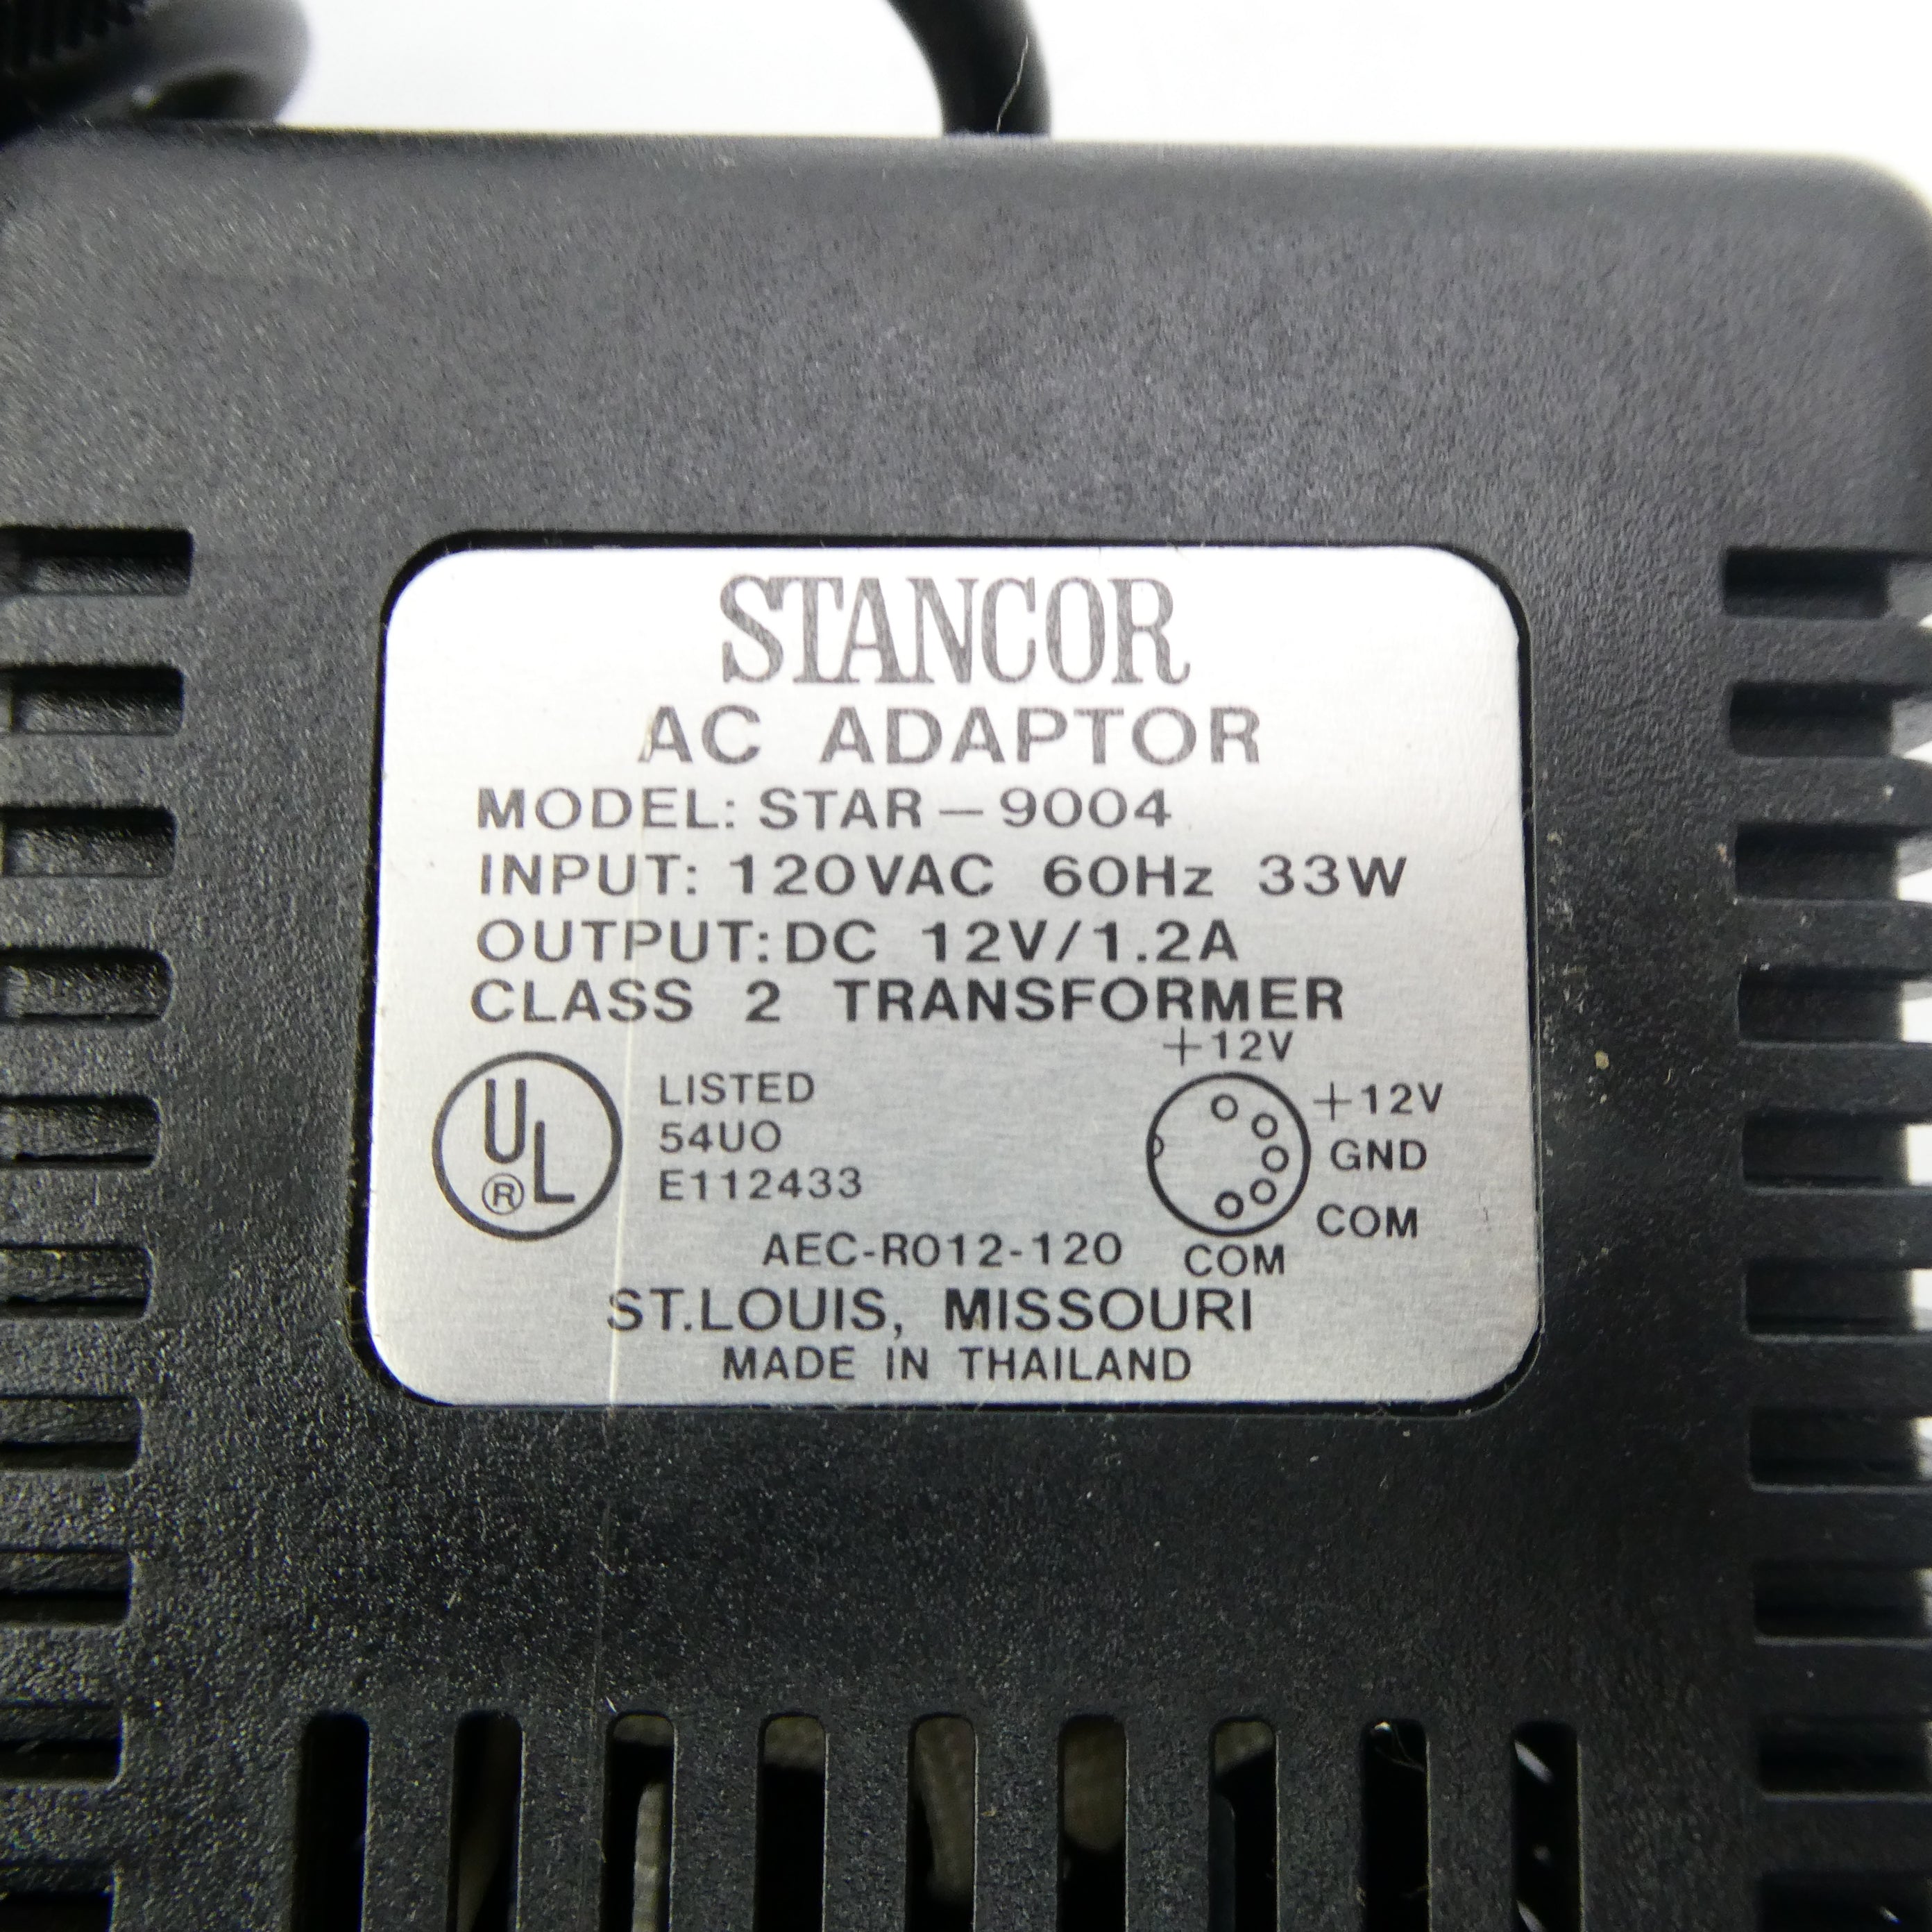 STANCOR
AC ADAPTOR
MODEL: STAR-9004
INPUT: 120VAC 60Hz 33W
OUTPUT: DC 12V/1.2A
CLASS 2 TRANSFORMER
UL ®
LISTED
54UO
E112433
+12V
+12V
GND
COM
COM
AEC-R012-120
ST.LOUIS, MISSOURI
MADE IN THAILAND